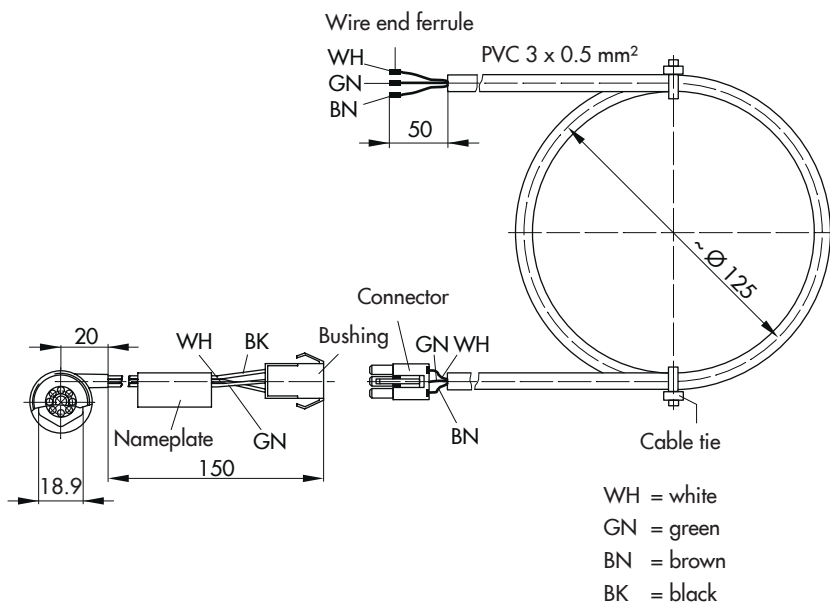 Wire end ferrule
WH
GN
BN
PVC 3 x 0.5 mm²
50
~ Ø 125
Connector
GN WH
BN
20
WH
BK
Bushing
Nameplate
GN
150
18.9
Cable tie
WH = white
GN = green
BN = brown
BK = black